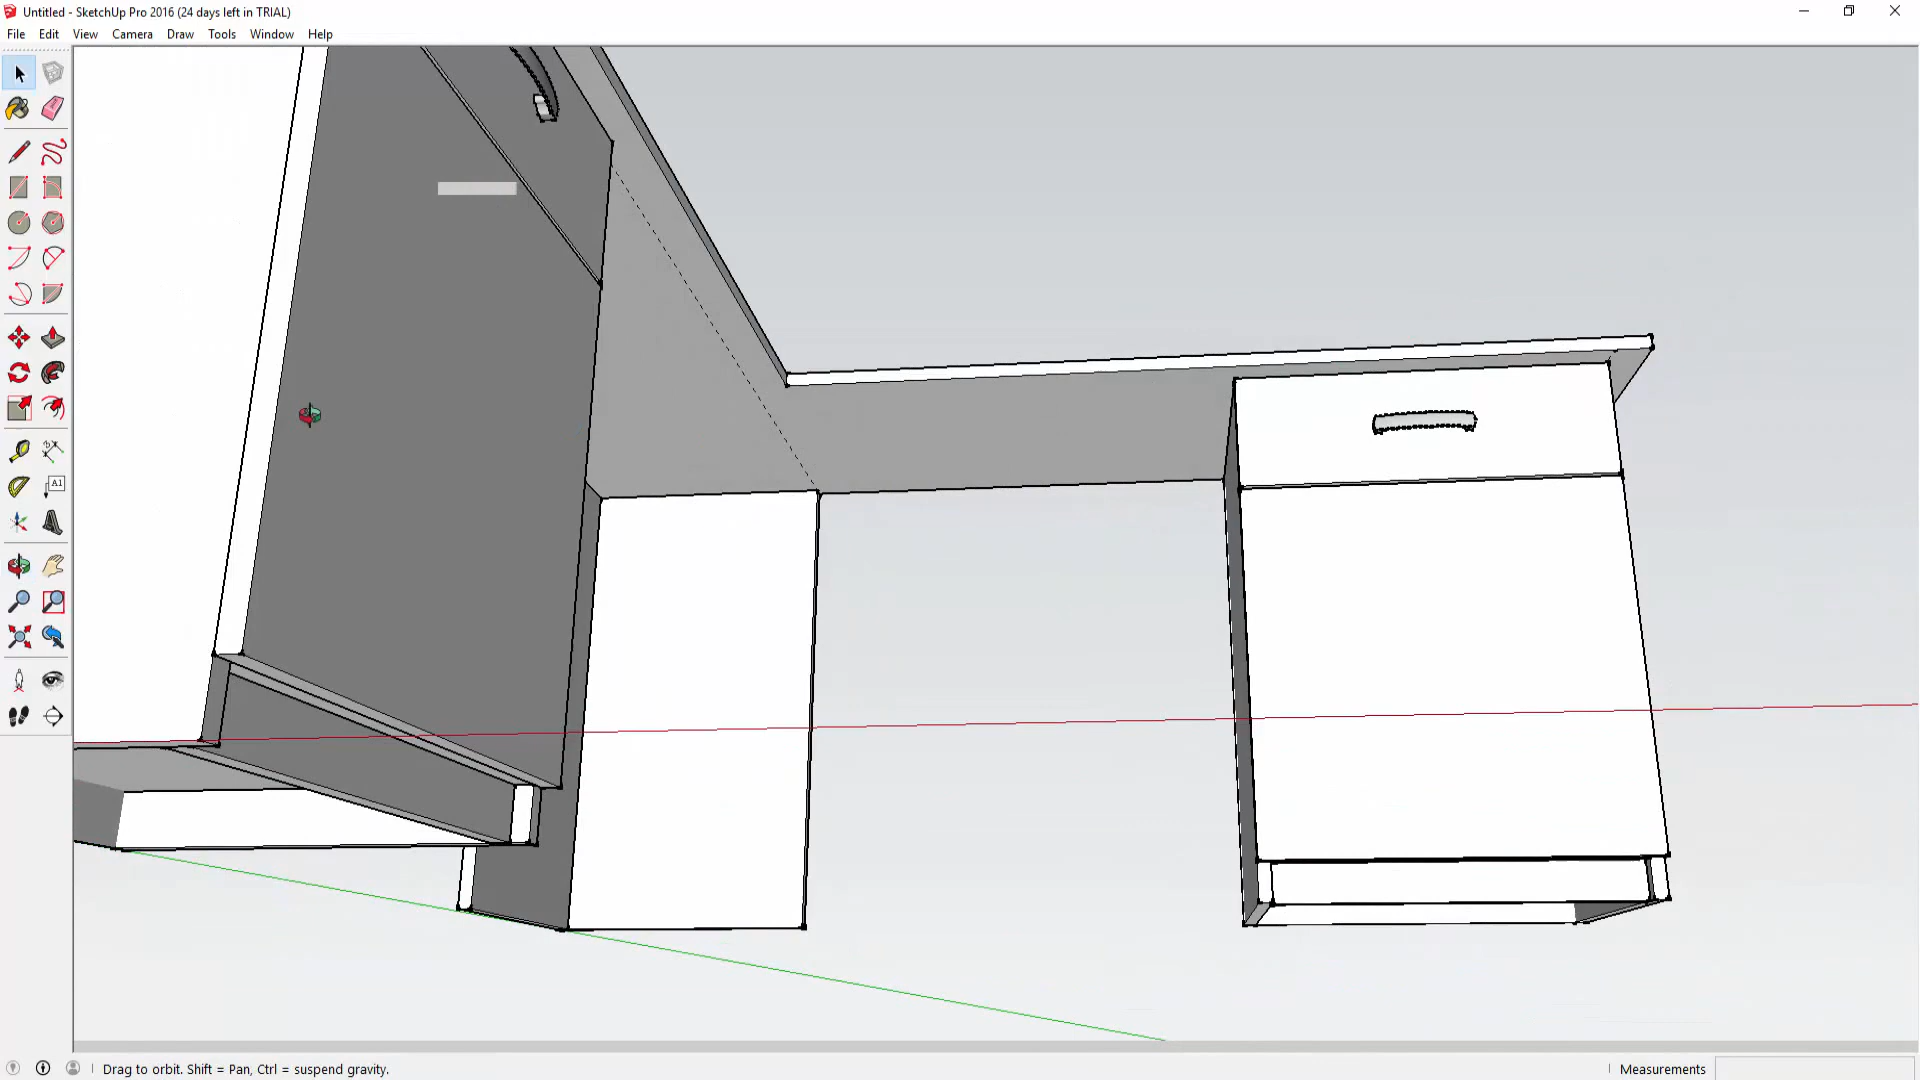 Untitled - SketchUp Pro 2016 (24 days left in TRIAL)
File Edit View Camera Draw Tools Window Help
A1
Drag to orbit. Shift = Pan, Ctrl = suspend gravity.
Measurements